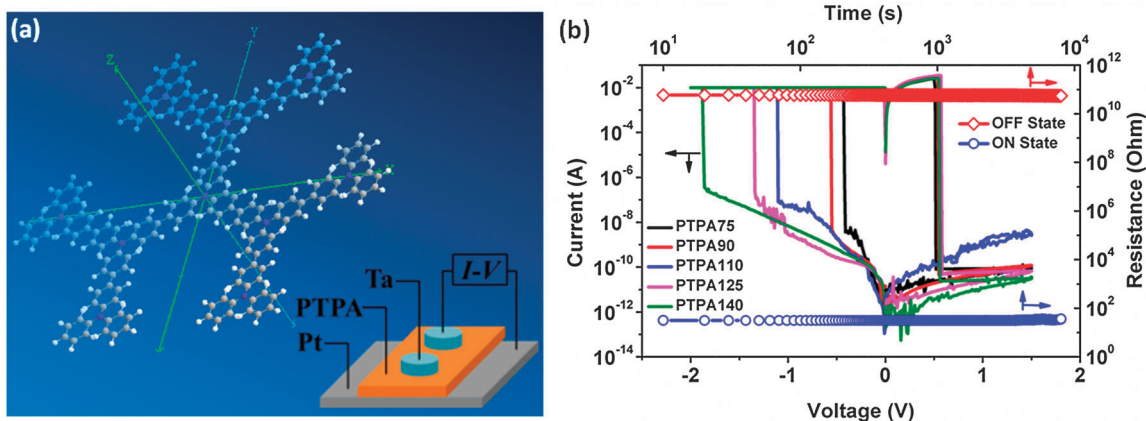 (a)
Z
Y
Ta
I-V
PTPA
Pt
(b)
Time (s)
10¹ 10² 10³ 10⁴
Current (A)
10⁻²
10⁻⁴
10⁻⁶
10⁻⁸
10⁻¹⁰
10⁻¹²
10⁻¹⁴
OFF State
ON State
PTPA75
PTPA90
PTPA110
PTPA125
PTPA140
10¹²
10¹⁰
10⁸
10⁶
10⁴
10²
10⁰
Resistance (Ohm)
-2 -1 0 1 2
Voltage (V)